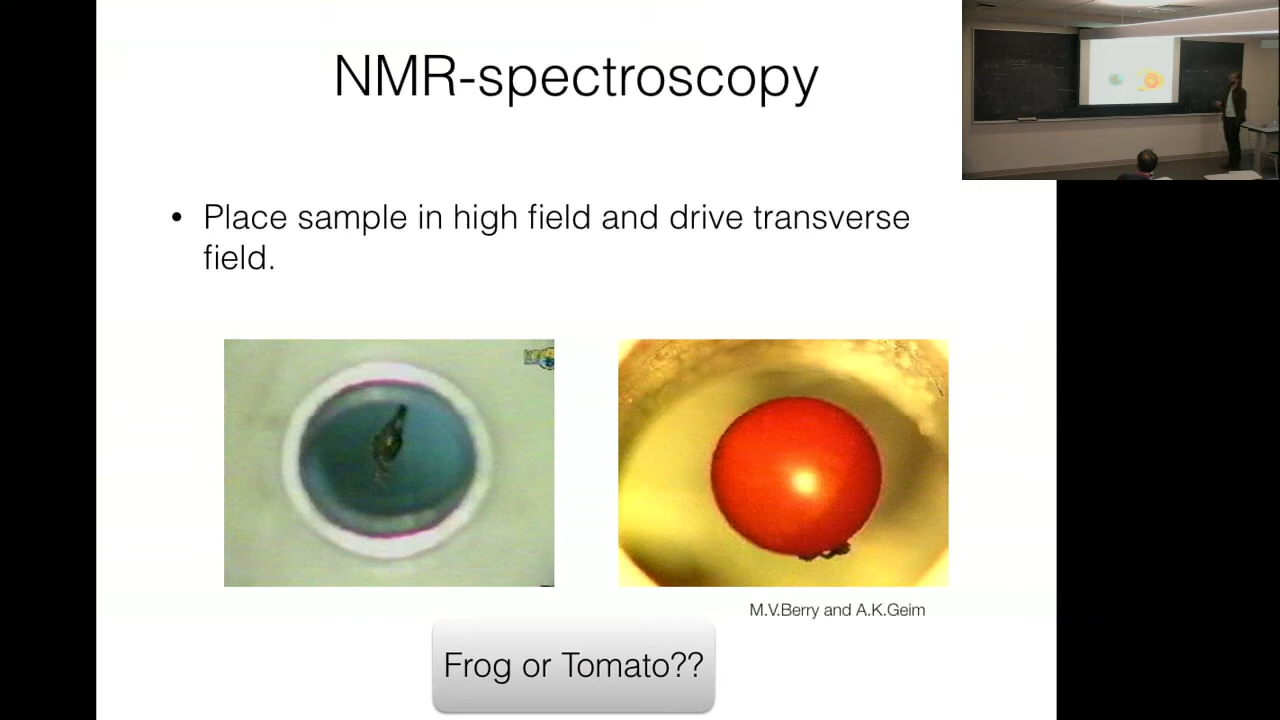 NMR-spectroscopy
• Place sample in high field and drive transverse
field.
M.V.Berry and A.K.Geim
Frog or Tomato??